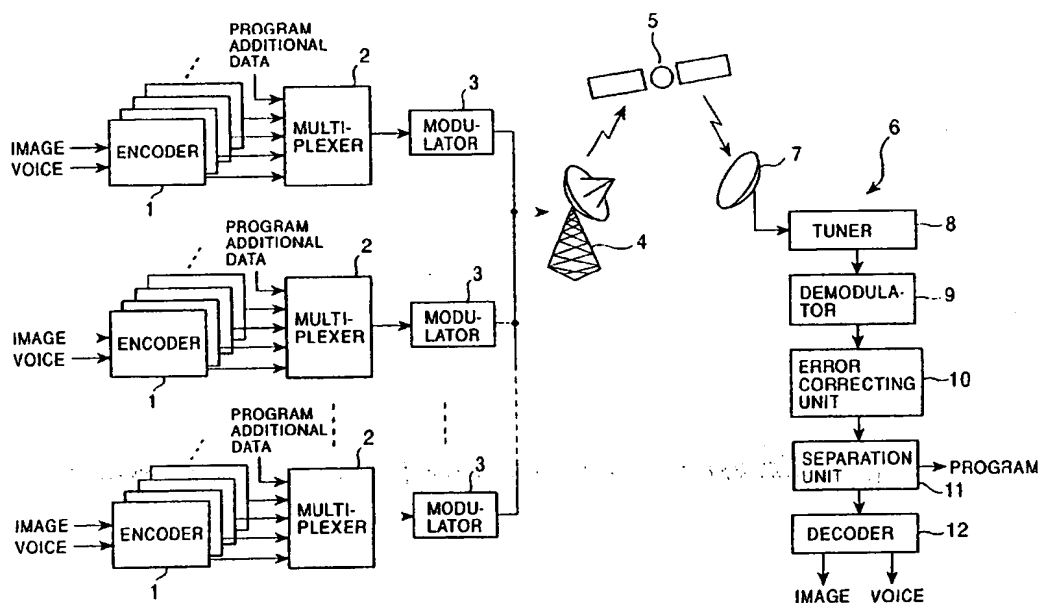 PROGRAM
ADDITIONAL
DATA
2
3
MULTI-
PLEXER
MODU-
LATOR
IMAGE
VOICE
ENCODER
1
PROGRAM
ADDITIONAL
DATA
2
3
MULTI-
PLEXER
MODU-
LATOR
IMAGE
VOICE
ENCODER
1
PROGRAM
ADDITIONAL
DATA
2
3
MULTI-
PLEXER
MODU-
LATOR
IMAGE
VOICE
ENCODER
1
4
5
6
7
TUNER
8
DEMODULA-
TOR
9
ERROR
CORRECTING
UNIT
10
SEPARATION
UNIT
PROGRAM
11
DECODER
12
IMAGE
VOICE